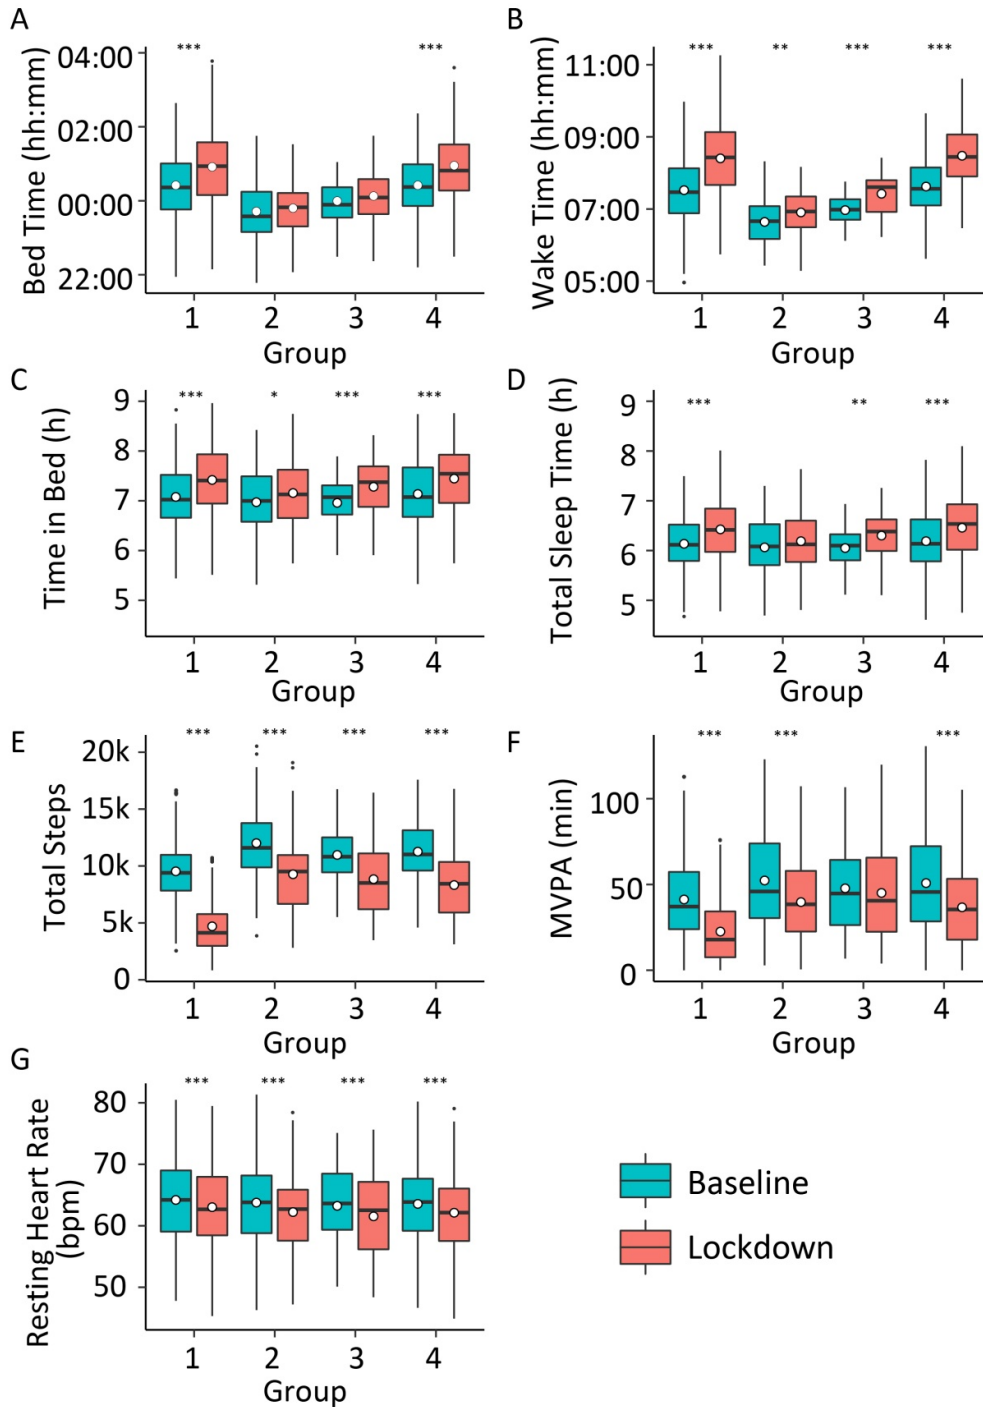 A
B
*** ***
*** ** *** ***
04:00
02:00
00:00
22:00
Bed Time (hh:mm)
1 2 3 4
Group
11:00
09:00
07:00
05:00
Wake Time (hh:mm)
1 2 3 4
Group
C
D
*** * *** ***
*** ** ***
9
8
7
6
5
Time in Bed (h)
1 2 3 4
Group
9
8
7
6
5
Total Sleep Time (h)
1 2 3 4
Group
E
F
*** *** *** ***
*** *** ***
20k
15k
10k
5k
0
Total Steps
1 2 3 4
Group
100
50
0
MVPA (min)
1 2 3 4
Group
G
*** *** *** ***
80
70
60
50
Resting Heart Rate
(bpm)
1 2 3 4
Group
Baseline
Lockdown